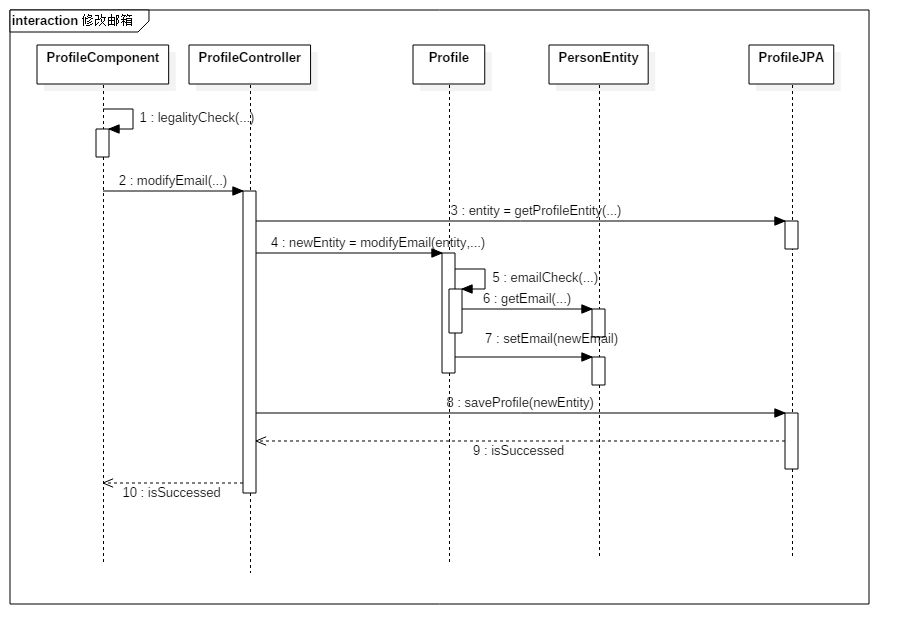 interaction 修改邮箱
ProfileComponent
ProfileController
Profile
PersonEntity
ProfileJPA
1 : legalityCheck(...)
2 : modifyEmail(...)
3 : entity = getProfileEntity(...)
4 : newEntity = modifyEmail(entity,...)
5 : emailCheck(...)
6 : getEmail(...)
7 : setEmail(newEmail)
8 : saveProfile(newEntity)
9 : isSuccessed
10 : isSuccessed